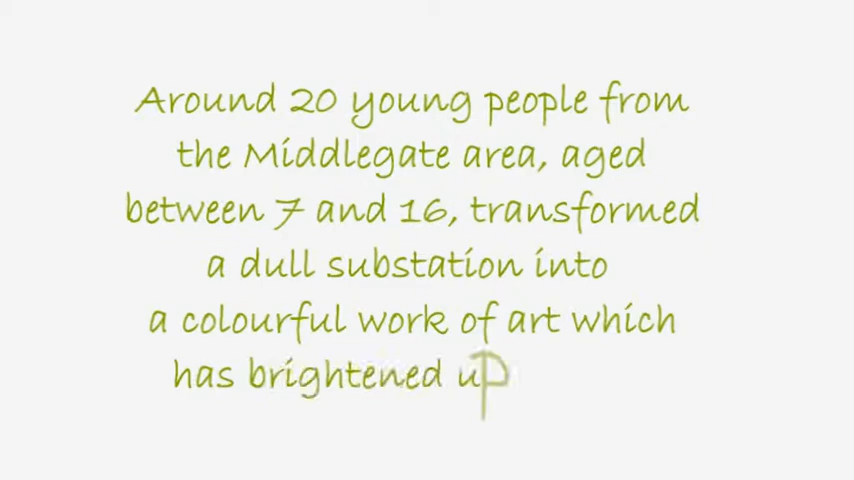 Around 20 young people from
the Middlegate area, aged
between 7 and 16, transformed
a dull substation into
a colourful work of art which
has brightened up